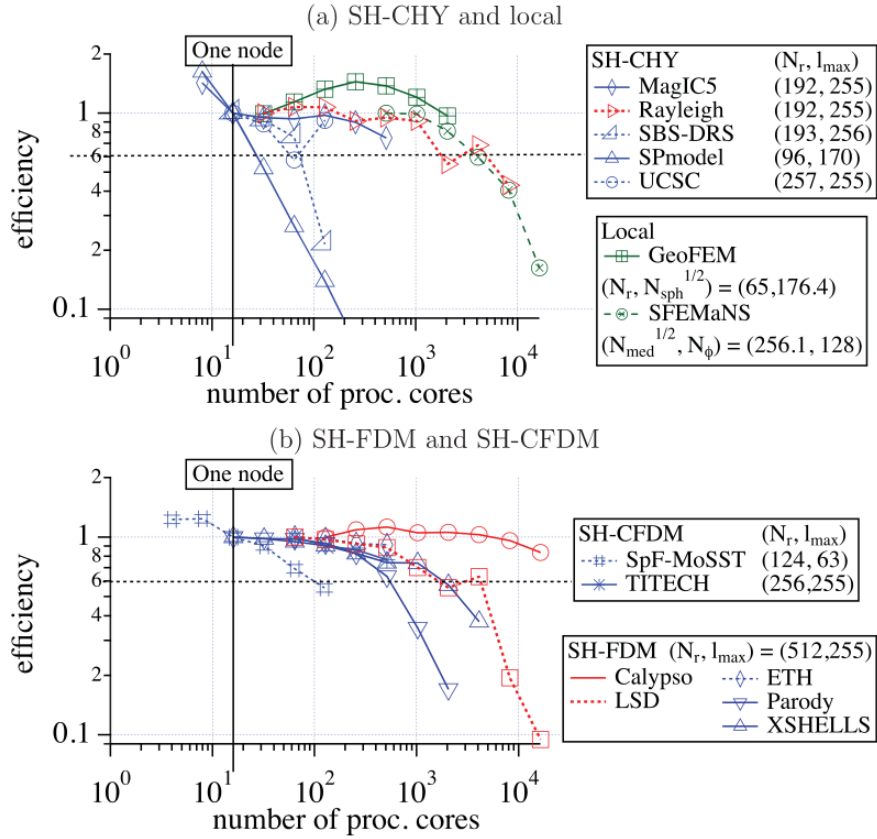 (a) SH-CHY and local
One node
2
1
8
6
4
2
0.1
efficiency
10^0 10^1 10^2 10^3 10^4
number of proc. cores
SH-CHY (N_r, l_max)
MagIC5 (192, 255)
Rayleigh (192, 255)
SBS-DRS (193, 256)
SPmodel (96, 170)
UCSC (257, 255)
Local
GeoFEM
(N_r, N_sph^1/2) = (65,176.4)
SFEMaNS
(N_med^1/2, N_ϕ) = (256.1, 128)
(b) SH-FDM and SH-CFDM
One node
2
1
8
6
4
2
0.1
efficiency
10^0 10^1 10^2 10^3 10^4
number of proc. cores
SH-CFDM (N_r, l_max)
SpF-MoSST (124, 63)
TITECH (256,255)
SH-FDM (N_r, l_max) = (512,255)
Calypso ETH
LSD Parody
XSHELLS